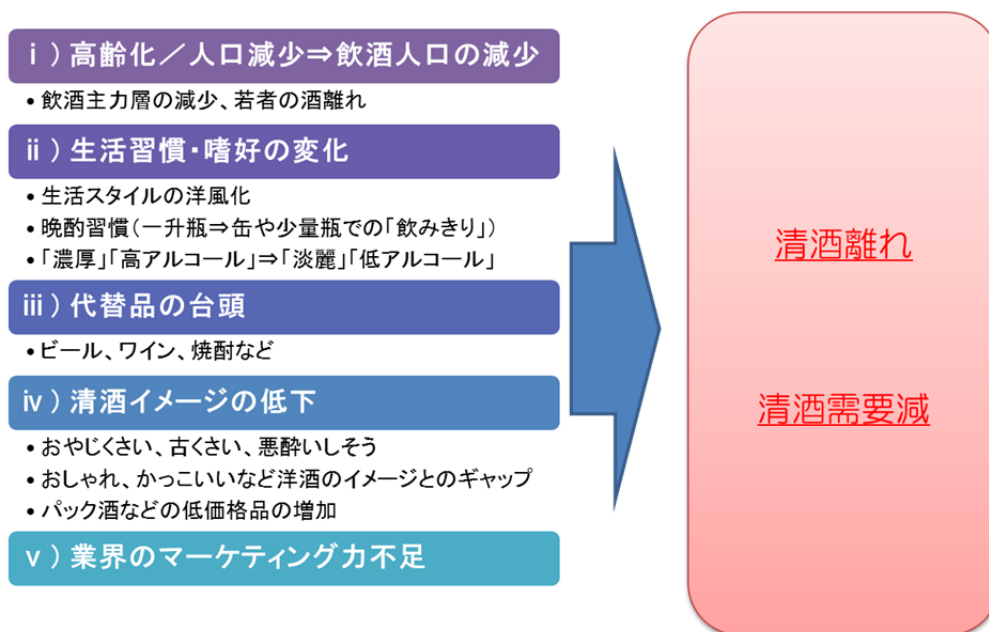 ⅰ）高齢化／人口減少⇒飲酒人口の減少
• 飲酒主力層の減少、若者の酒離れ
ⅱ）生活習慣・嗜好の変化
• 生活スタイルの洋風化
• 晩酌習慣（一升瓶⇒缶や少量瓶での「飲みきり」）
• 「濃厚」「高アルコール」⇒「淡麗」「低アルコール」
ⅲ）代替品の台頭
• ビール、ワイン、焼酎など
ⅳ）清酒イメージの低下
• おやじくさい、古くさい、悪酔いしそう
• おしゃれ、かっこいいなど洋酒のイメージとのギャップ
• パック酒などの低価格品の増加
ⅴ）業界のマーケティング力不足
清酒離れ
清酒需要減